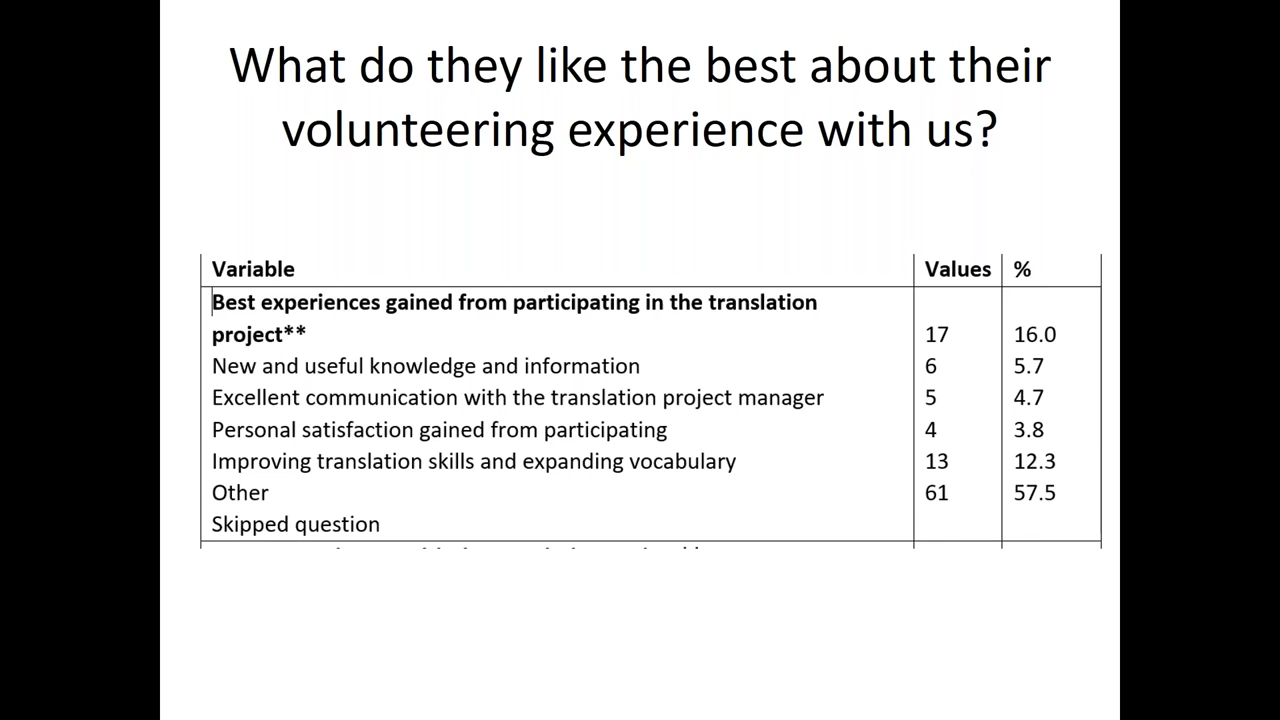 What do they like the best about their
volunteering experience with us?
Variable Values %
Best experiences gained from participating in the translation
project** 17 16.0
New and useful knowledge and information 6 5.7
Excellent communication with the translation project manager 5 4.7
Personal satisfaction gained from participating 4 3.8
Improving translation skills and expanding vocabulary 13 12.3
Other 61 57.5
Skipped question